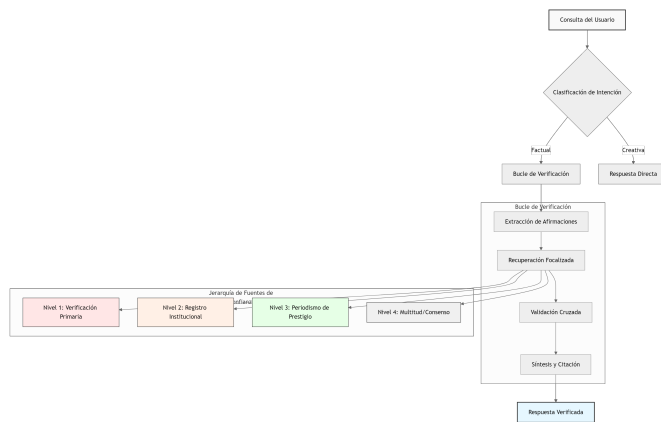 Consulta del Usuario
Clasificación de Intención
Factual
Creativa
Bucle de Verificación
Respuesta Directa
Bucle de Verificación
Extracción de Afirmaciones
Recuperación Focalizada
Jerarquía de Fuentes de
Nivel 1: Verificación
Primaria
Nivel 2: Registro
Institucional
Nivel 3: Periodismo de
Prestigio
Nivel 4: Multitud/Consenso
Validación Cruzada
Síntesis y Citación
Respuesta Verificada